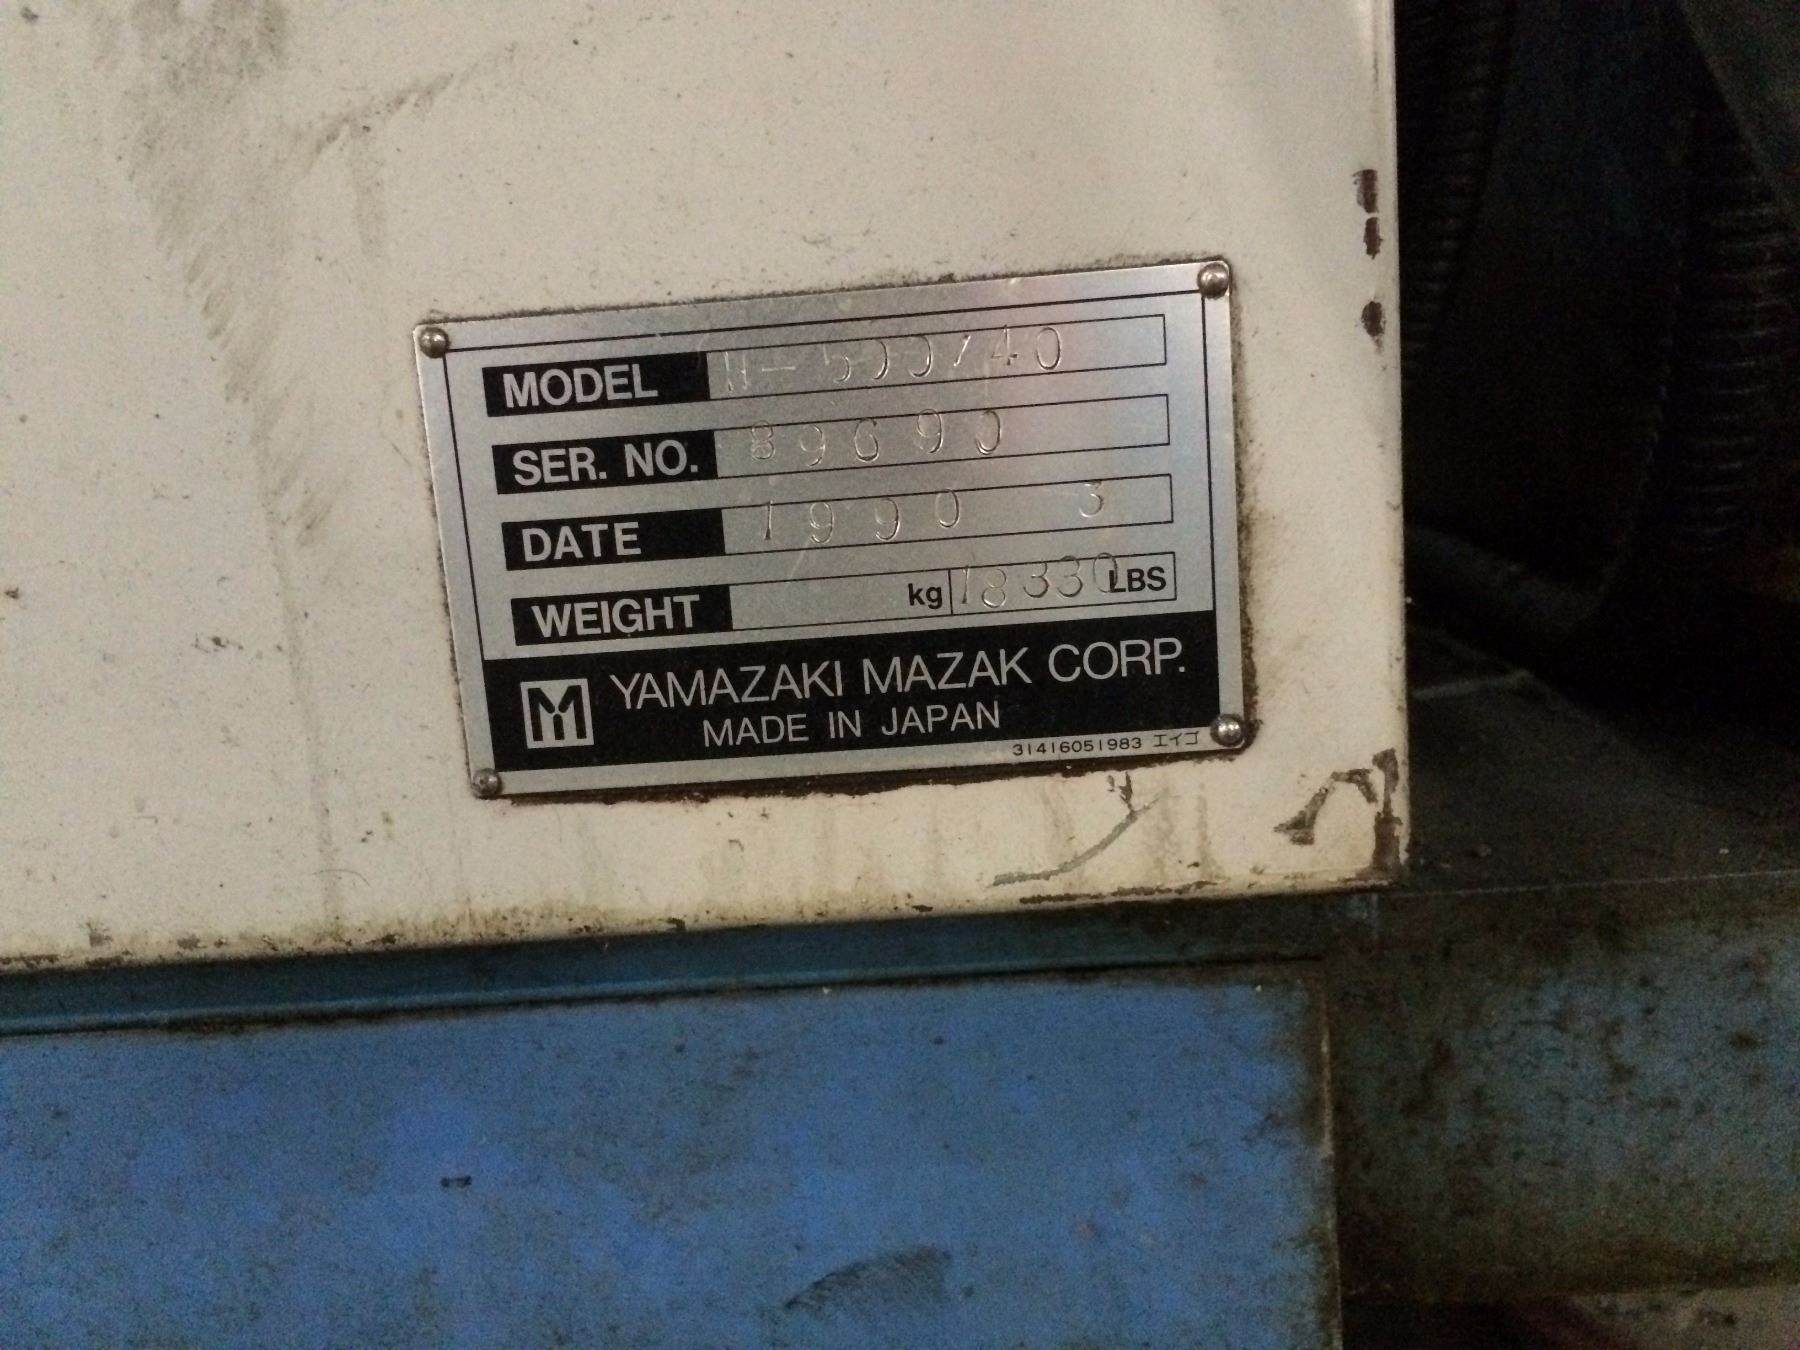 MODEL H-500/40
SER. NO. 89690
DATE 1990 3
WEIGHT kg 18330 LBS
YAMAZAKI MAZAK CORP.
MADE IN JAPAN
31416051983 エイゴ